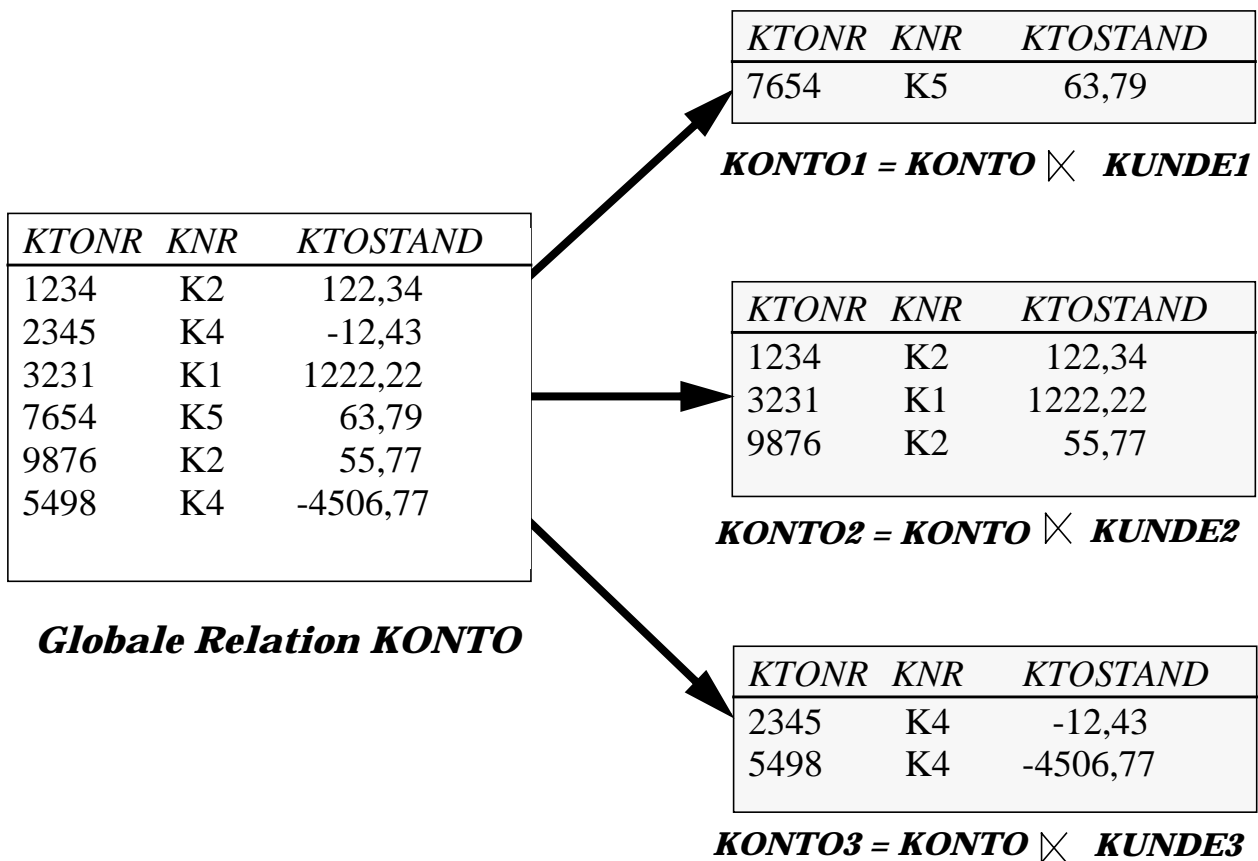 KTONR KNR KTOSTAND
1234 K2 122,34
2345 K4 -12,43
3231 K1 1222,22
7654 K5 63,79
9876 K2 55,77
5498 K4 -4506,77
Globale Relation KONTO
KTONR KNR KTOSTAND
7654 K5 63,79
KONTO1 = KONTO ⋉ KUNDE1
KTONR KNR KTOSTAND
1234 K2 122,34
3231 K1 1222,22
9876 K2 55,77
KONTO2 = KONTO ⋉ KUNDE2
KTONR KNR KTOSTAND
2345 K4 -12,43
5498 K4 -4506,77
KONTO3 = KONTO ⋉ KUNDE3